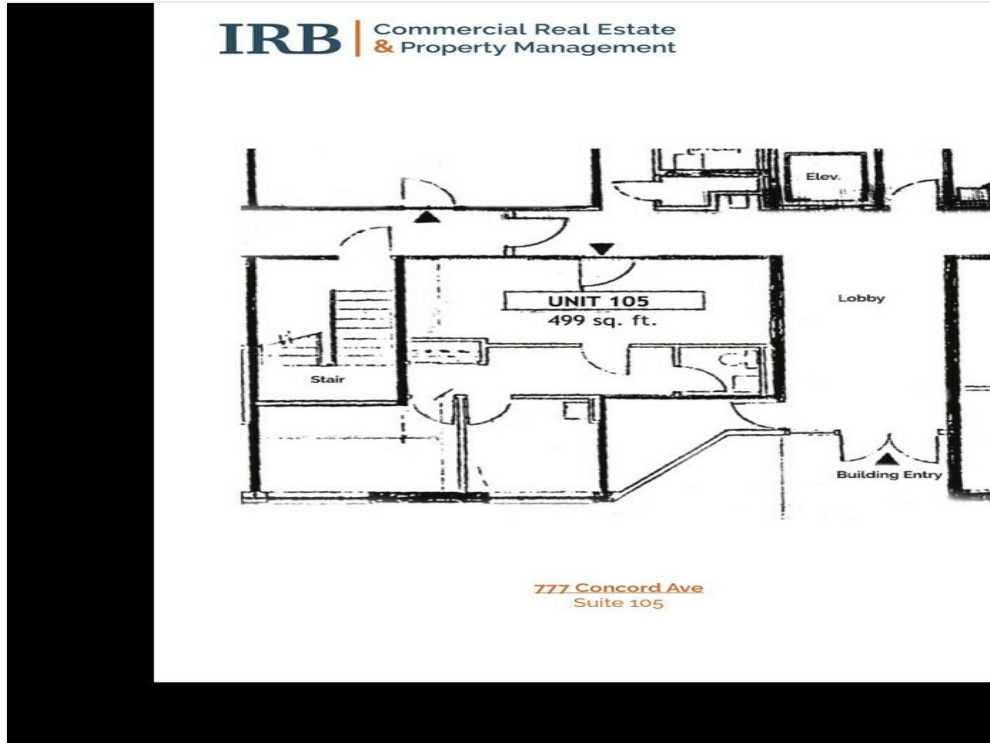 IRB
Commercial Real Estate
& Property Management
Elev.
UNIT 105
499 sq. ft.
Lobby
Stair
Building Entry
777 Concord Ave
Suite 105